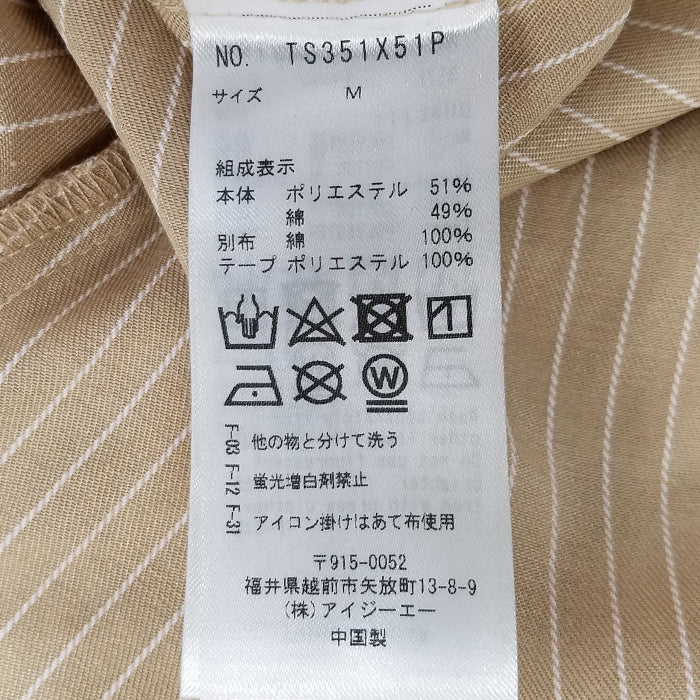 NO. TS351X51P
サイズ M
組成表示
本体 ポリエステル 51%
綿 49%
別布 綿 100%
テープ ポリエステル 100%
W
F-03 他の物と分けて洗う
F-12 蛍光増白剤禁止
F-31 アイロン掛けはあて布使用
〒915-0052
福井県越前市矢放町13-8-9
(株)アイジーエー
中国製